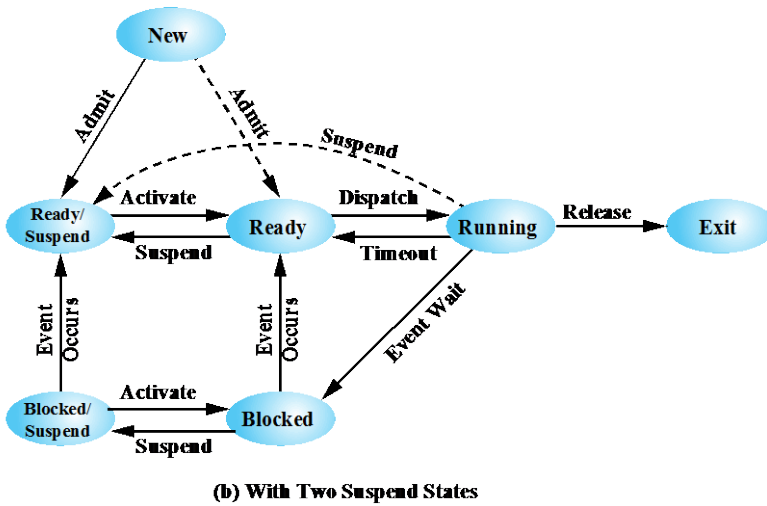 New
Admit
Admit
Suspend
Ready/
Suspend
Activate
Suspend
Ready
Dispatch
Timeout
Running
Release
Exit
Event
Occurs
Event
Occurs
Event Wait
Blocked/
Suspend
Activate
Suspend
Blocked
(b) With Two Suspend States